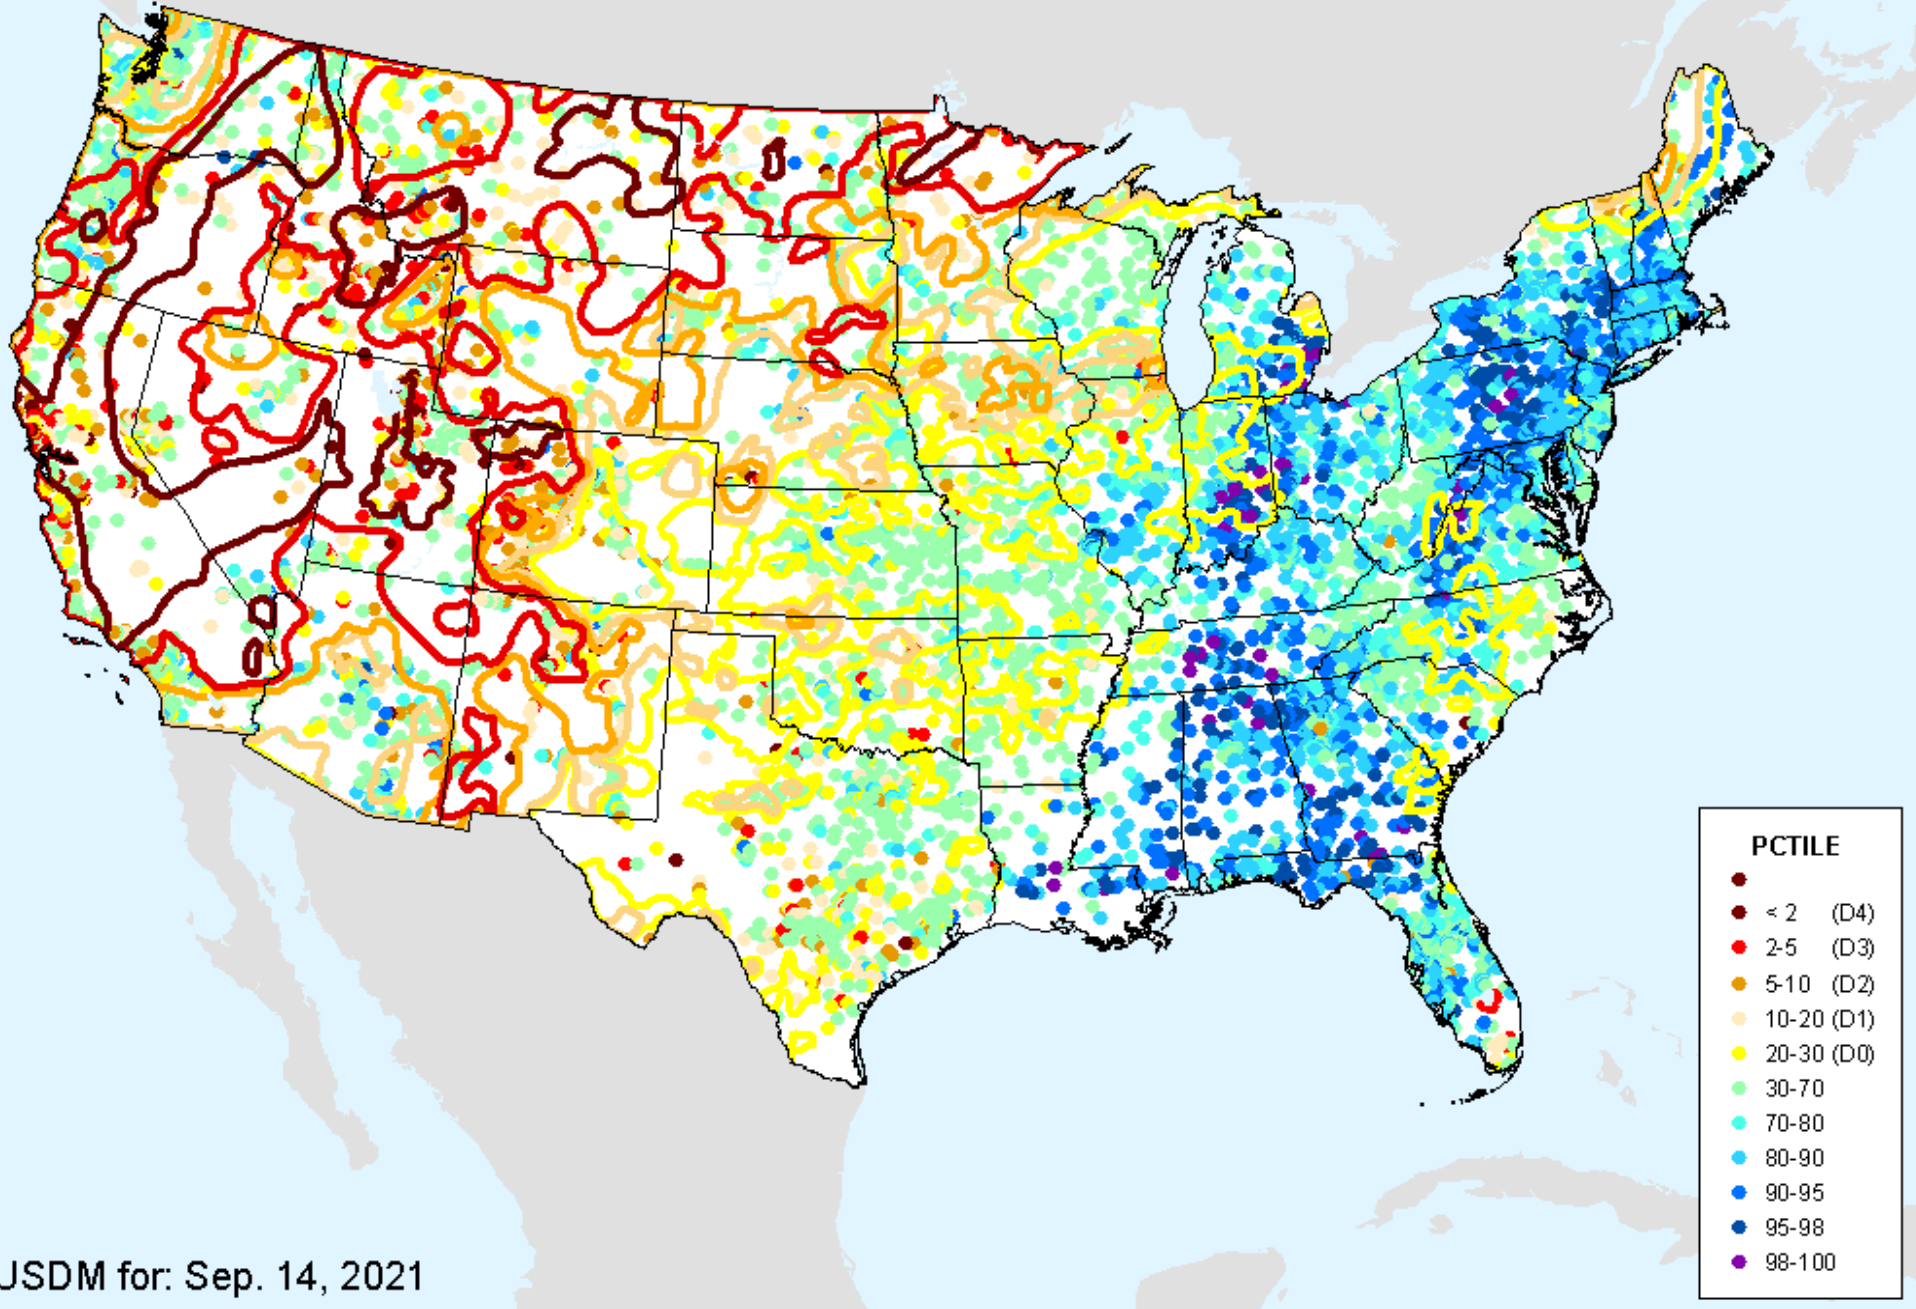 PCTILE
< 2 (D4)
2-5 (D3)
5-10 (D2)
10-20 (D1)
20-30 (D0)
30-70
70-80
80-90
90-95
95-98
98-100
USDM for: Sep. 14, 2021